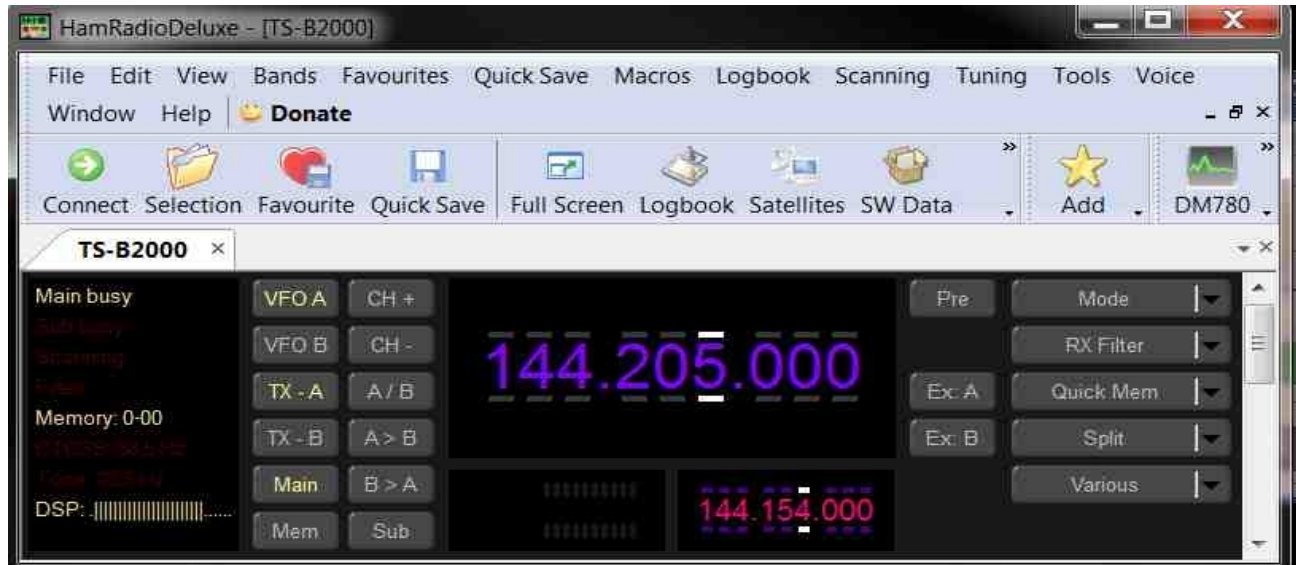 HamRadioDeluxe - [TS-B2000]
File Edit View Bands Favourites Quick Save Macros Logbook Scanning Tuning Tools Voice
Window Help Donate
Connect Selection Favourite Quick Save Full Screen Logbook Satellites SW Data Add DM780
TS-B2000
Main busy VFO A CH + Pre Mode
Sub busy
Scanning VFO B CH - 144.205.000 RX Filter
TX - A A / B Ex: A Quick Mem
Memory: 0-00
TX - B A > B Ex: B Split
Main B > A Various
DSP: 144.154.000
Mem Sub